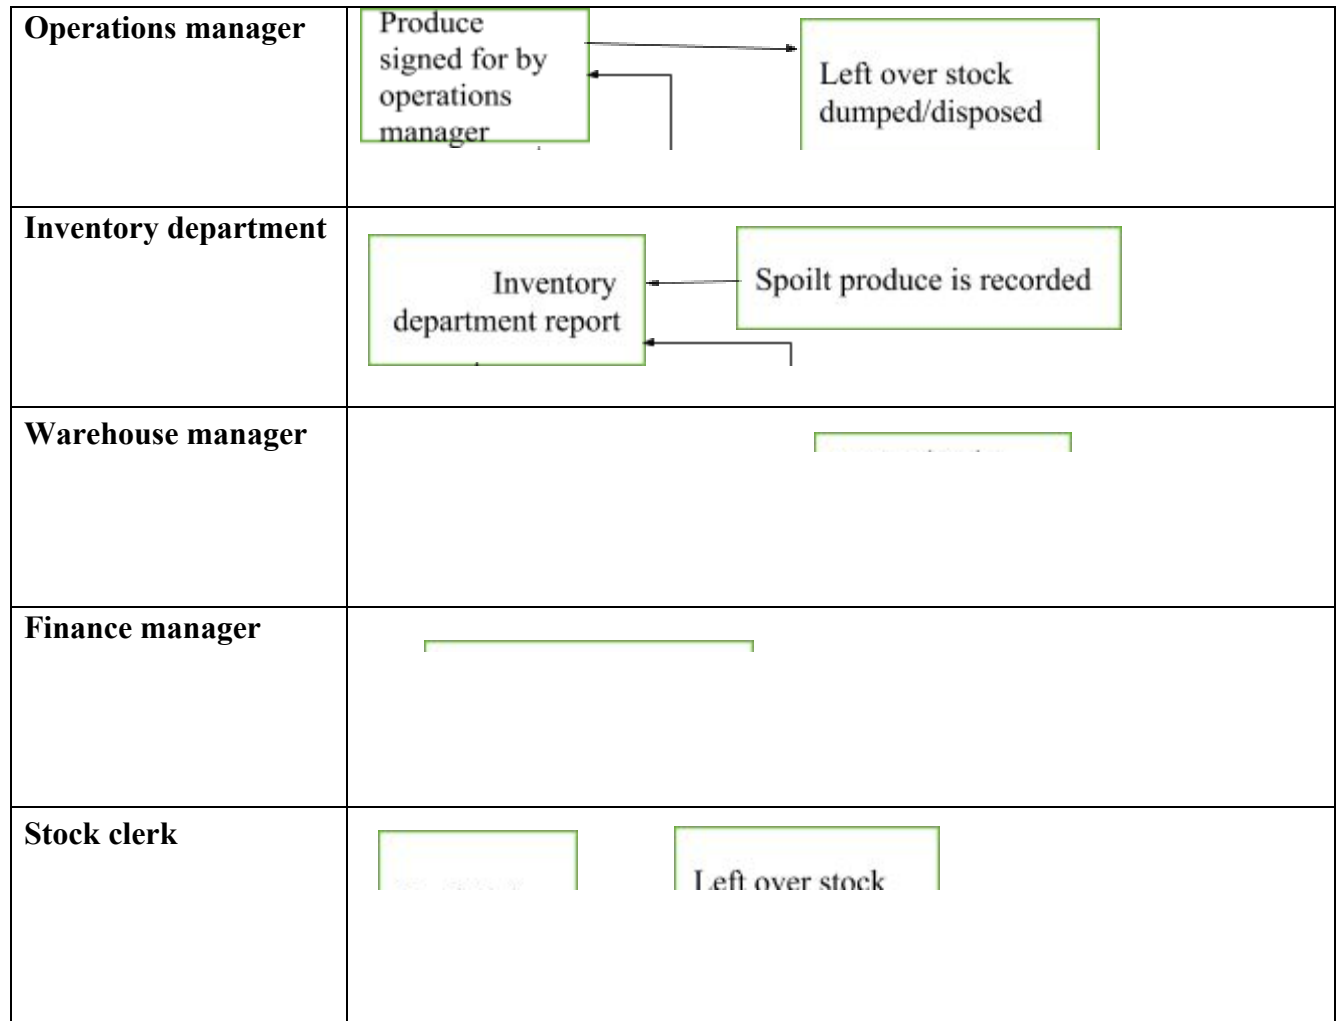 Operations manager
Produce
signed for by
operations
manager
Left over stock
dumped/disposed
Inventory department
Inventory
department report
Spoilt produce is recorded
Warehouse manager
Finance manager
Stock clerk
Left over stock